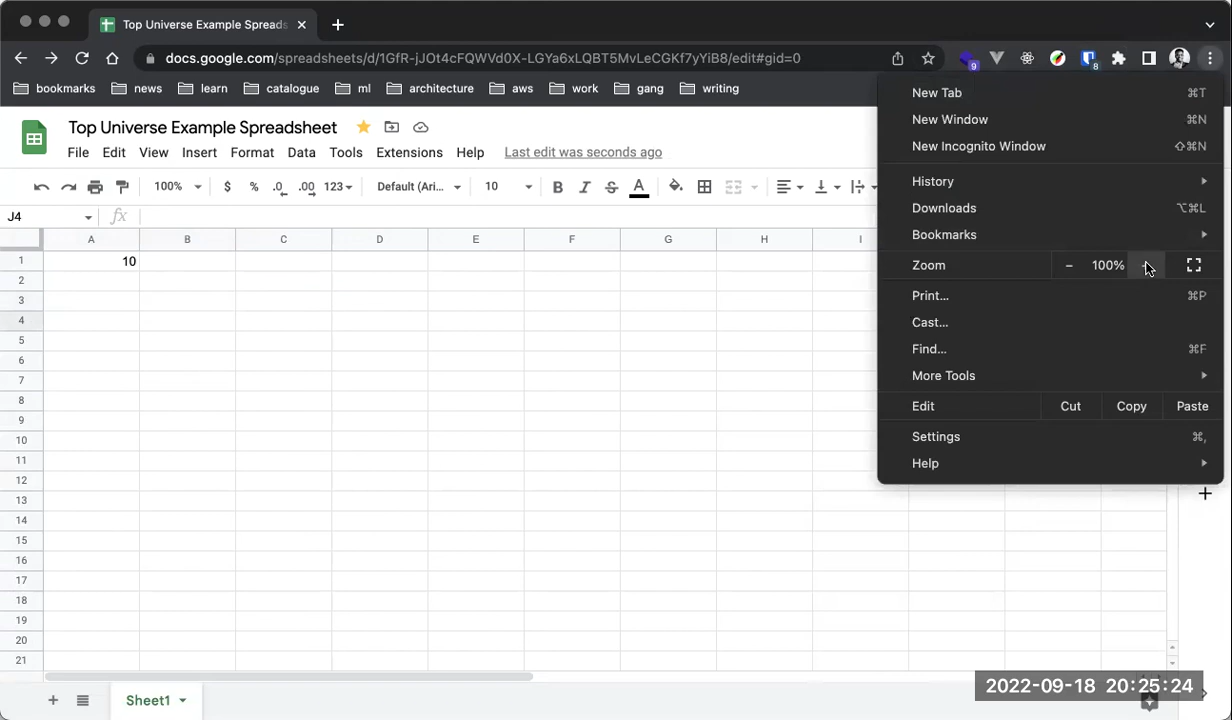 Top Universe Example Spreads
docs.google.com/spreadsheets/d/1GfR-jJOt4cFQWVd0X-LGYa6xLQBT5MvLeCGKf7yYiB8/edit#gid=0
9
8
bookmarks news learn catalogue ml architecture aws work gang writing
Top Universe Example Spreadsheet
File Edit View Insert Format Data Tools Extensions Help Last edit was seconds ago
100% $ % .0 .00 123 Default (Ari... 10 B I S A
J4 fx
A B C D E F G H I
1 10
2
3
4
5
6
7
8
9
10
11
12
13
14
15
16
17
18
19
20
21
Sheet1
New Tab ⌘T
New Window ⌘N
New Incognito Window ⇧⌘N
History
Downloads ⌥⌘L
Bookmarks
Zoom − 100%
Print... ⌘P
Cast...
Find... ⌘F
More Tools
Edit Cut Copy Paste
Settings ⌘,
Help
2022-09-18 20:25:24